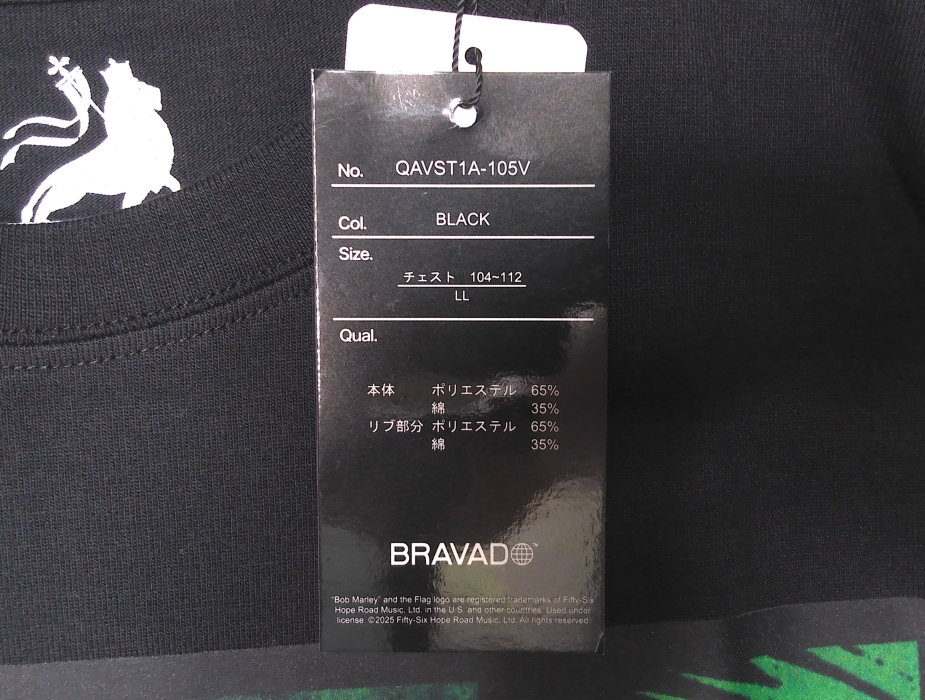 No. QAVST1A-105V
Col. BLACK
Size.
チェスト 104~112
LL
Qual.
本体 ポリエステル 65%
綿 35%
リブ部分 ポリエステル 65%
綿 35%
BRAVADO™
"Bob Marley" and the Flag logo are registered trademarks of Fifty-Six
Hope Road Music, Ltd. in the U.S. and other countries. Used under
license. ©2025 Fifty-Six Hope Road Music, Ltd. All rights reserved.